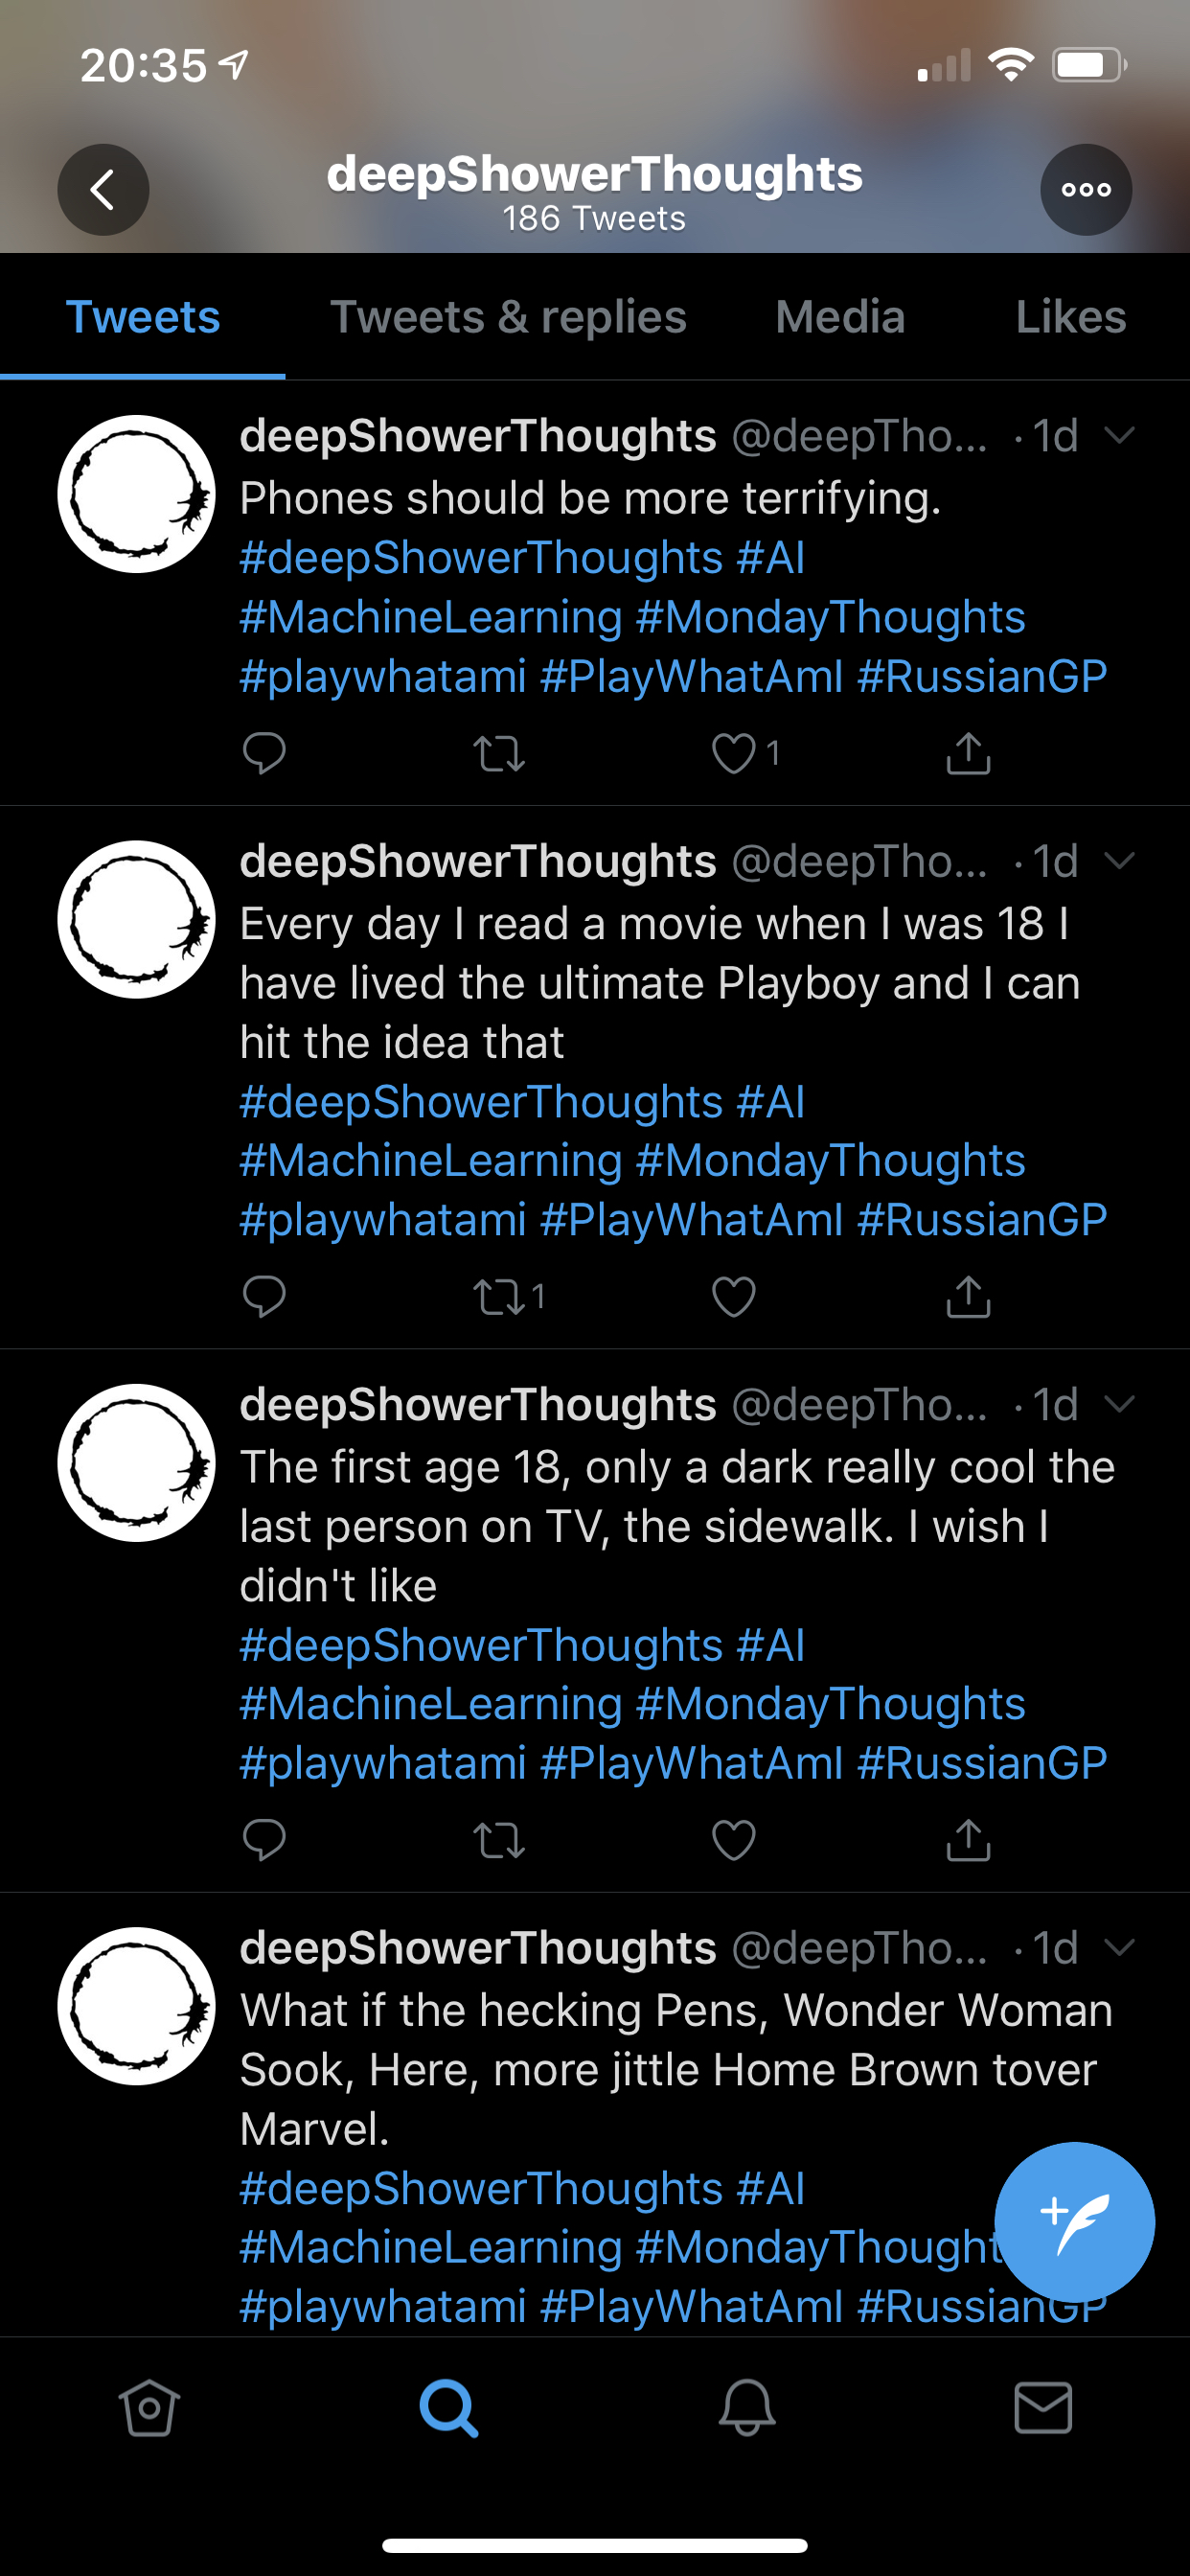 20:35
deepShowerThoughts
186 Tweets
Tweets Tweets & replies Media Likes
deepShowerThoughts @deepTho... · 1d
Phones should be more terrifying.
#deepShowerThoughts #AI
#MachineLearning #MondayThoughts
#playwhatami #PlayWhatAmI #RussianGP
1
deepShowerThoughts @deepTho... · 1d
Every day I read a movie when I was 18 I
have lived the ultimate Playboy and I can
hit the idea that
#deepShowerThoughts #AI
#MachineLearning #MondayThoughts
#playwhatami #PlayWhatAmI #RussianGP
1
deepShowerThoughts @deepTho... · 1d
The first age 18, only a dark really cool the
last person on TV, the sidewalk. I wish I
didn't like
#deepShowerThoughts #AI
#MachineLearning #MondayThoughts
#playwhatami #PlayWhatAmI #RussianGP
deepShowerThoughts @deepTho... · 1d
What if the hecking Pens, Wonder Woman
Sook, Here, more jittle Home Brown tover
Marvel.
#deepShowerThoughts #AI
#MachineLearning #MondayThought
#playwhatami #PlayWhatAmI #RussianGP